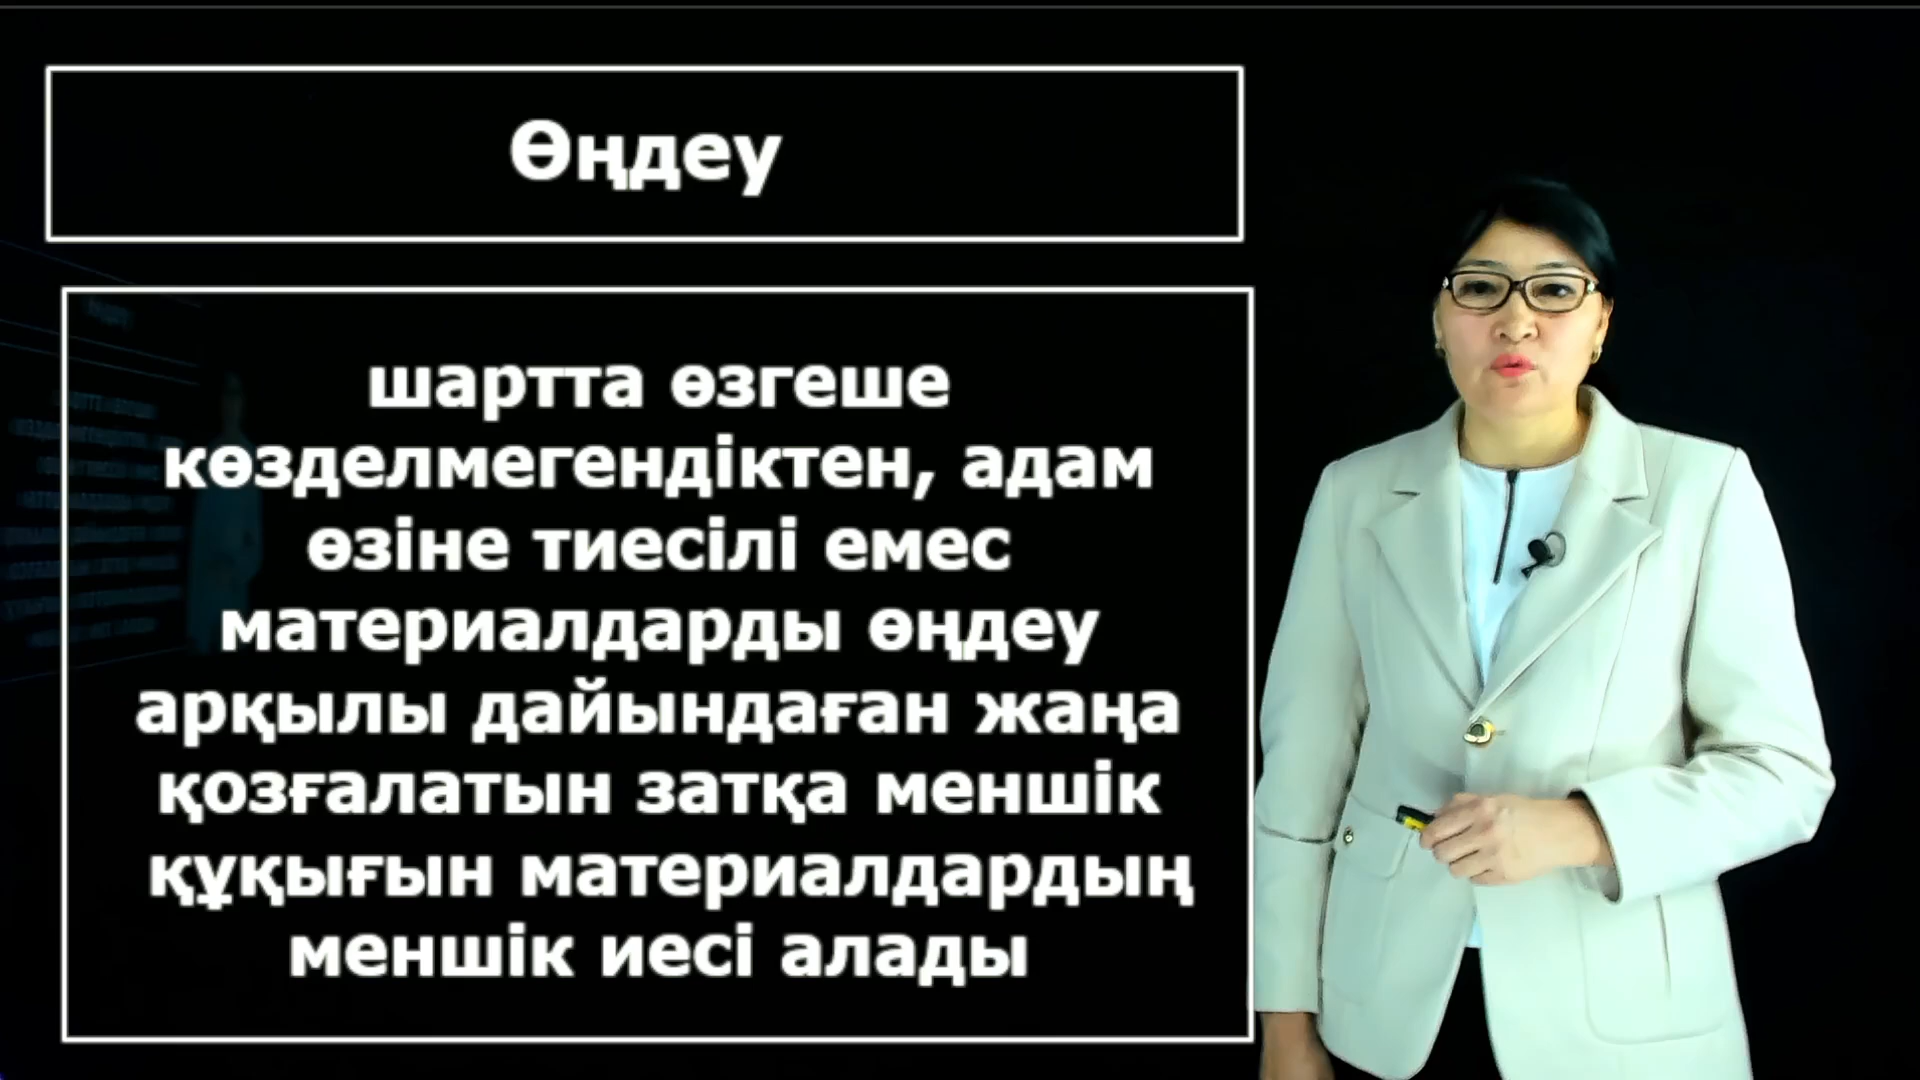 Өңдеу
шартта өзгеше
көзделмегендіктен, адам
өзіне тиесілі емес
материалдарды өңдеу
арқылы дайындаған жаңа
қозғалатын затқа меншік
құқығын материалдардың
меншік иесі алады